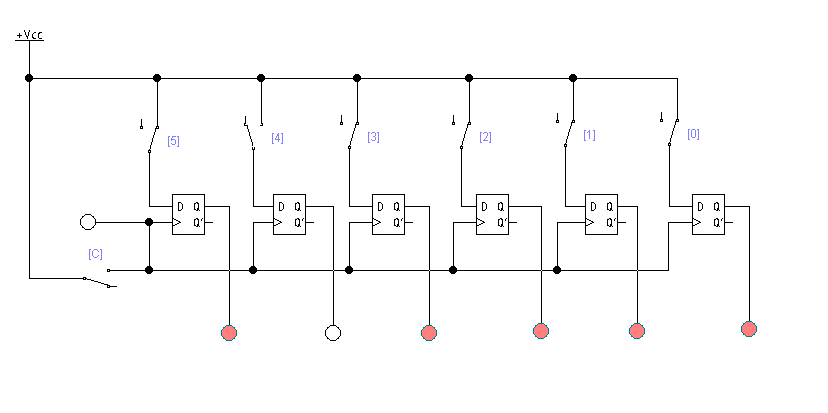 +Vcc
[5] [4] [3] [2] [1] [0]
D Q D Q D Q D Q D Q D Q
Q' Q' Q' Q' Q' Q'
[C]